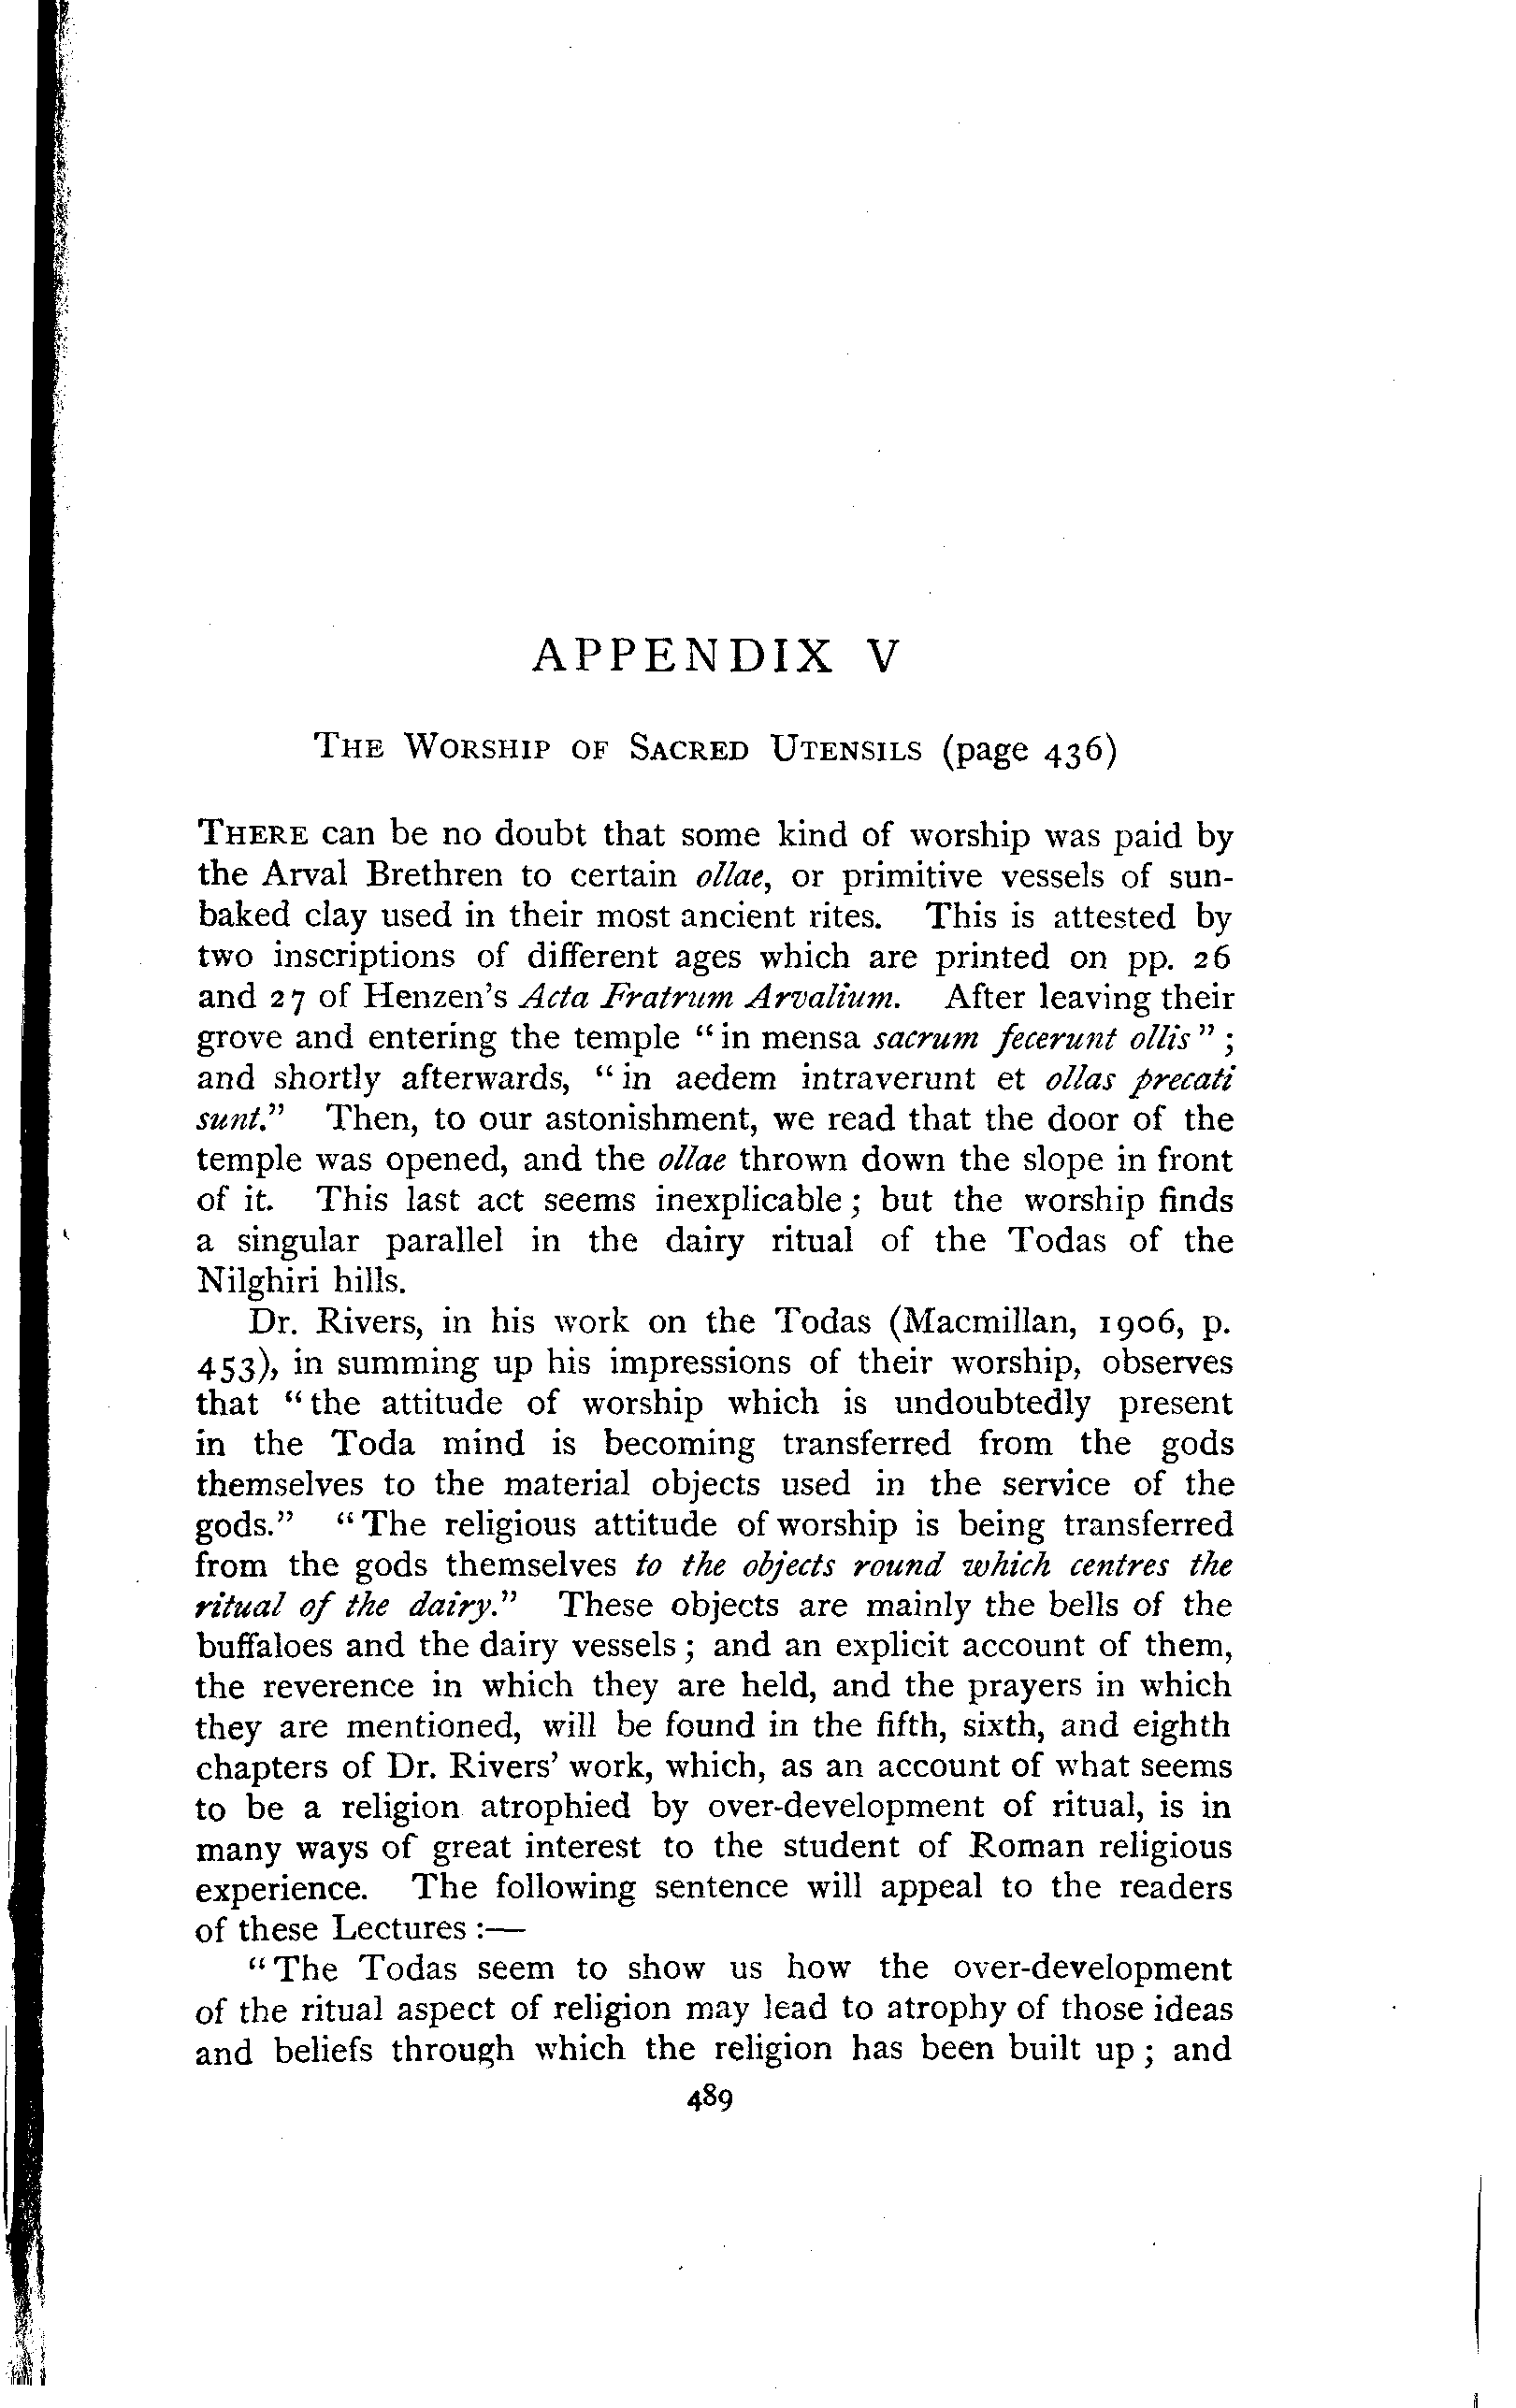 APPENDIX V
THE WORSHIP OF SACRED UTENSILS (page 436)
THERE can be no doubt that some kind of worship was paid by
the Arval Brethren to certain ollae, or primitive vessels of sun-
baked clay used in their most ancient rites. This is attested by
two inscriptions of different ages which are printed on pp. 26
and 27 of Henzen's Acta Fratrum Arvalium. After leaving their
grove and entering the temple "in mensa sacrum fecerunt ollis";
and shortly afterwards, "in aedem intraverunt et ollas precati
sunt." Then, to our astonishment, we read that the door of the
temple was opened, and the ollae thrown down the slope in front
of it. This last act seems inexplicable; but the worship finds
a singular parallel in the dairy ritual of the Todas of the
Nilghiri hills.
Dr. Rivers, in his work on the Todas (Macmillan, 1906, p.
453), in summing up his impressions of their worship, observes
that "the attitude of worship which is undoubtedly present
in the Toda mind is becoming transferred from the gods
themselves to the material objects used in the service of the
gods." "The religious attitude of worship is being transferred
from the gods themselves to the objects round which centres the
ritual of the dairy." These objects are mainly the bells of the
buffaloes and the dairy vessels; and an explicit account of them,
the reverence in which they are held, and the prayers in which
they are mentioned, will be found in the fifth, sixth, and eighth
chapters of Dr. Rivers' work, which, as an account of what seems
to be a religion atrophied by over-development of ritual, is in
many ways of great interest to the student of Roman religious
experience. The following sentence will appeal to the readers
of these Lectures:—
"The Todas seem to show us how the over-development
of the ritual aspect of religion may lead to atrophy of those ideas
and beliefs through which the religion has been built up; and
489